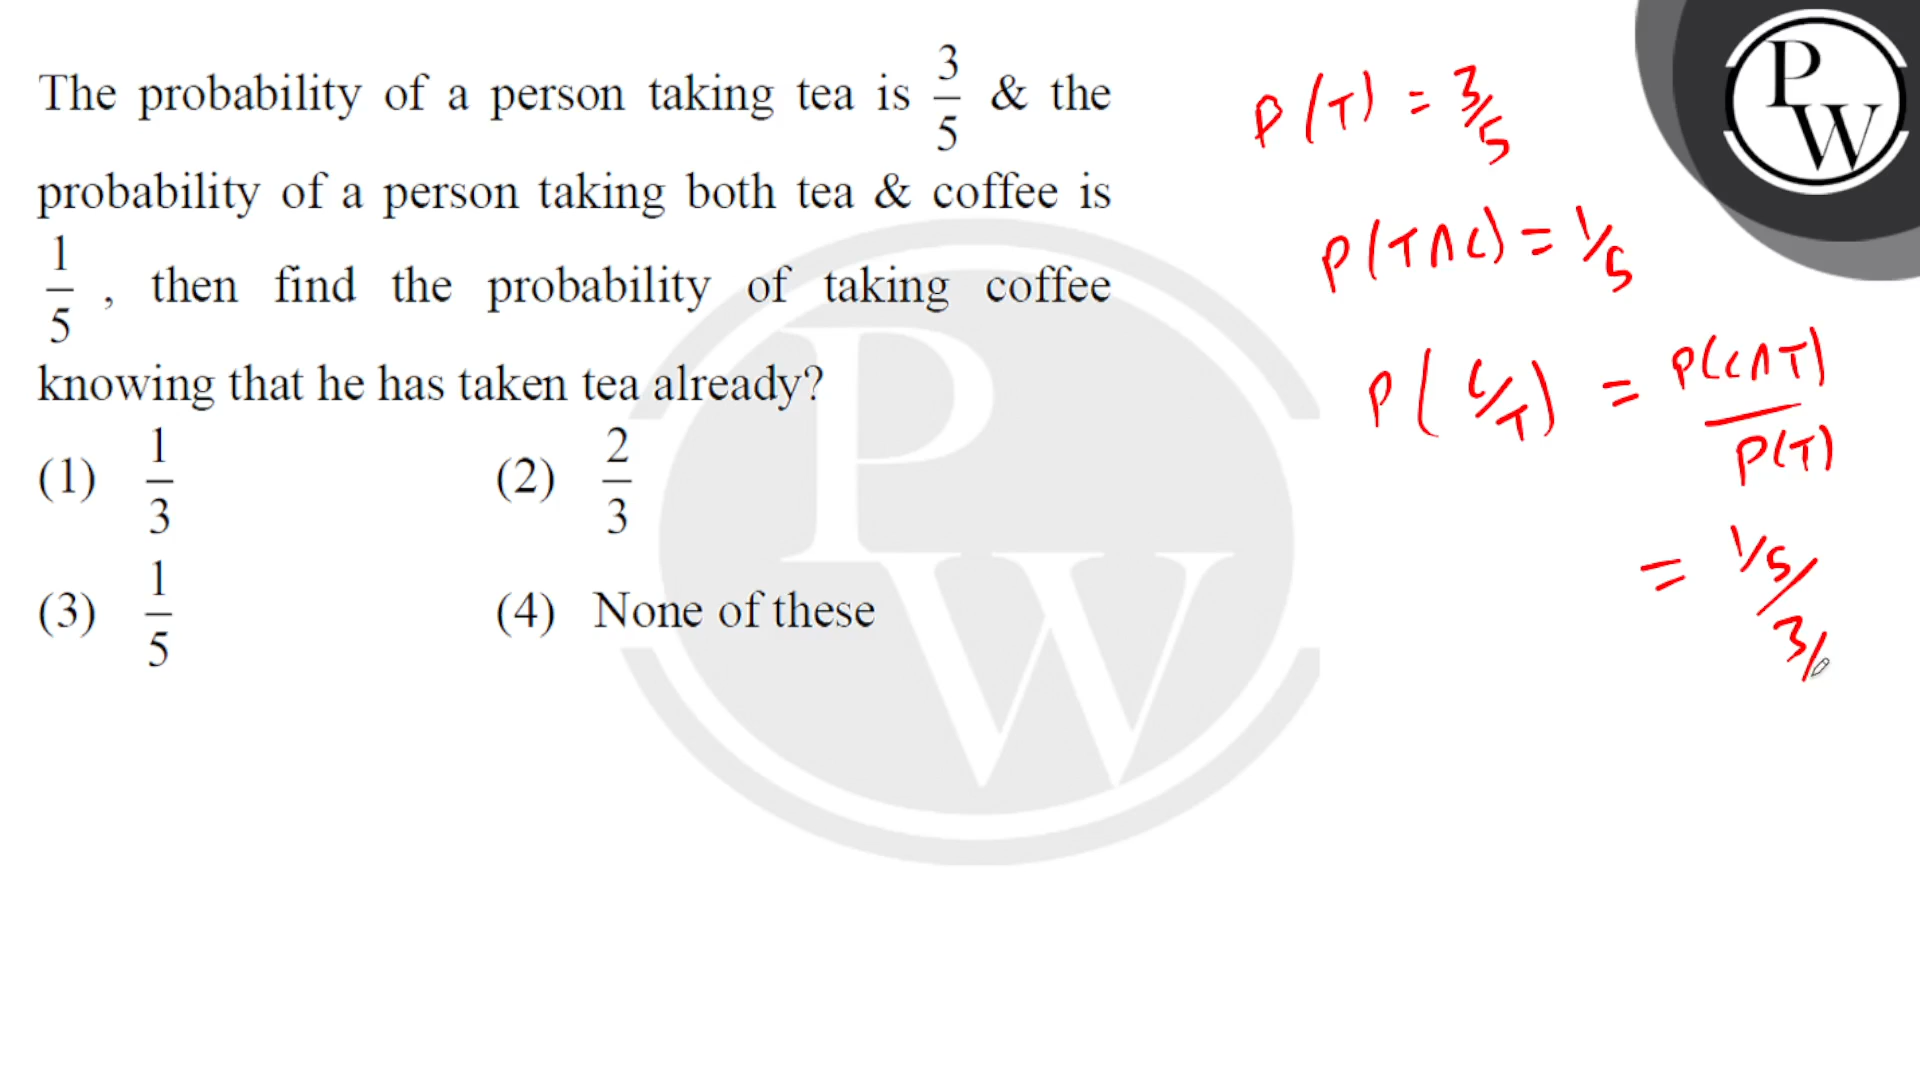 The probability of a person taking tea is 3/5 & the
probability of a person taking both tea & coffee is
1/5 , then find the probability of taking coffee
knowing that he has taken tea already?
(1) 1/3 (2) 2/3
(3) 1/5 (4) None of these
P(T) = 3/5
P(T∩C) = 1/5
P(C/T) = P(C∩T)/P(T)
= 1/5/3/
PW
PW